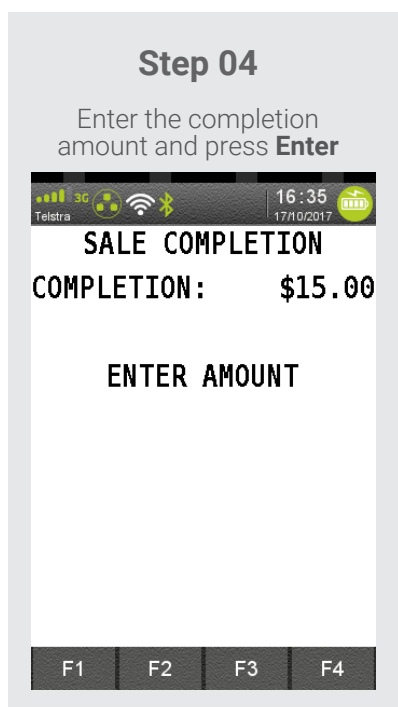 Step 04
Enter the completion
amount and press Enter
3G 16:35
Telstra 17/10/2017
SALE COMPLETION
COMPLETION: $15.00
ENTER AMOUNT
F1 F2 F3 F4